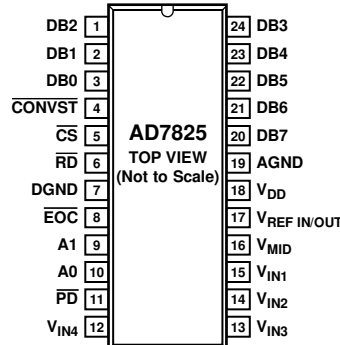 DB2 1 24 DB3
DB1 2 23 DB4
DB0 3 22 DB5
CONVST 4 21 DB6
CS 5 AD7825 20 DB7
RD 6 TOP VIEW 19 AGND
DGND 7 (Not to Scale) 18 VDD
EOC 8 17 VREF IN/OUT
A1 9 16 VMID
A0 10 15 VIN1
PD 11 14 VIN2
VIN4 12 13 VIN3